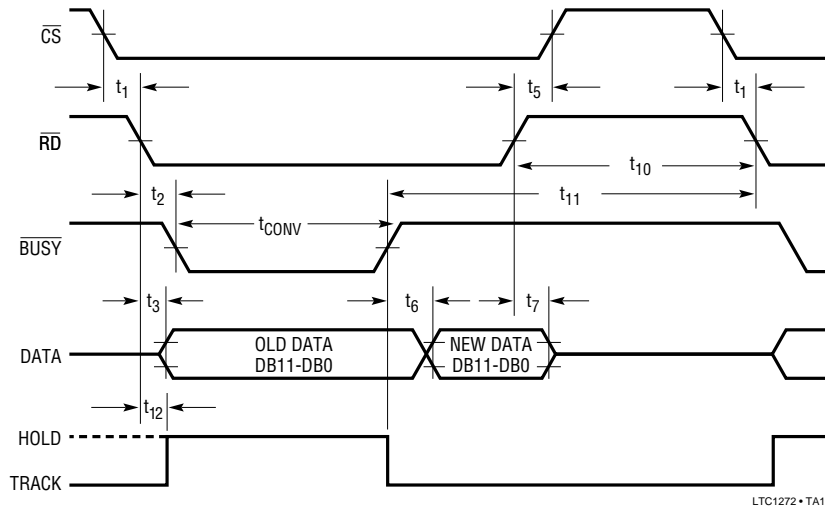 CS
t1
t5
t1
RD
t10
t2
t11
tCONV
BUSY
t3
t6
t7
DATA
OLD DATA
DB11-DB0
NEW DATA
DB11-DB0
t12
HOLD
TRACK
LTC1272 • TA1